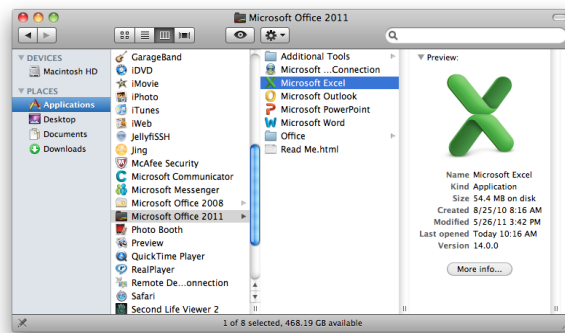 Microsoft Office 2011
DEVICES
Macintosh HD
PLACES
Applications
Desktop
Documents
Downloads
GarageBand
iDVD
iMovie
iPhoto
iTunes
iWeb
JellyfiSSH
Jing
McAfee Security
Microsoft Communicator
Microsoft Messenger
Microsoft Office 2008
Microsoft Office 2011
Photo Booth
Preview
QuickTime Player
RealPlayer
Remote De...onnection
Safari
Second Life Viewer 2
Additional Tools
Microsoft ...Connection
Microsoft Excel
Microsoft Outlook
Microsoft PowerPoint
Microsoft Word
Office
Read Me.html
Preview:
Name Microsoft Excel
Kind Application
Size 54.4 MB on disk
Created 8/25/10 8:16 AM
Modified 5/26/11 3:42 PM
Last opened Today 10:16 AM
Version 14.0.0
More info...
1 of 8 selected, 468.19 GB available